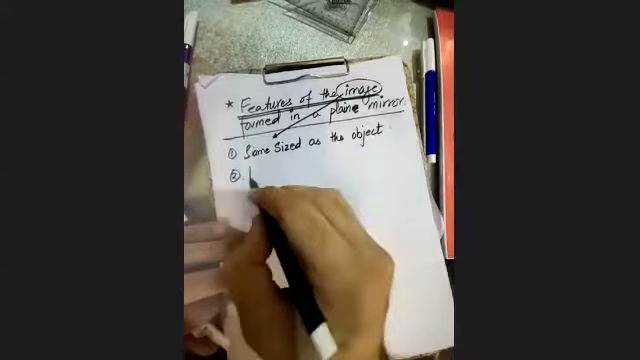 * Features of the image
formed in a plane mirror.
① Same sized as the object
②.